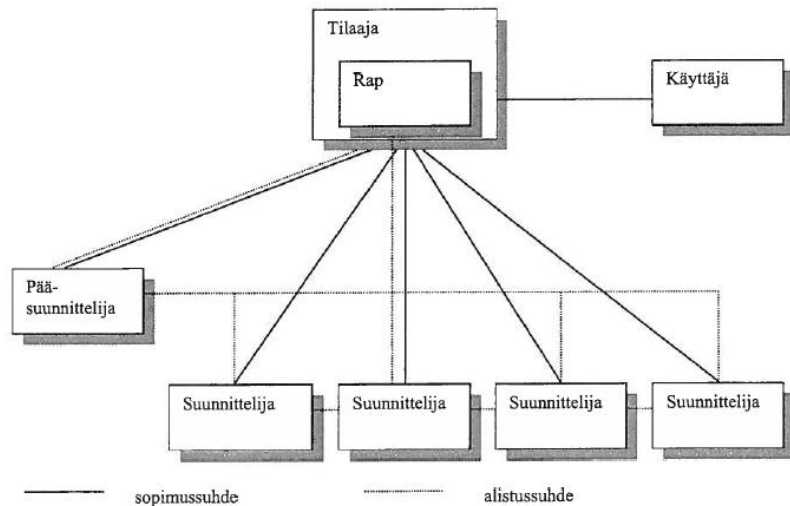 Tilaaja
Rap
Käyttäjä
Pää-
suunnittelija
Suunnittelija
Suunnittelija
Suunnittelija
Suunnittelija
sopimussuhde
alistussuhde